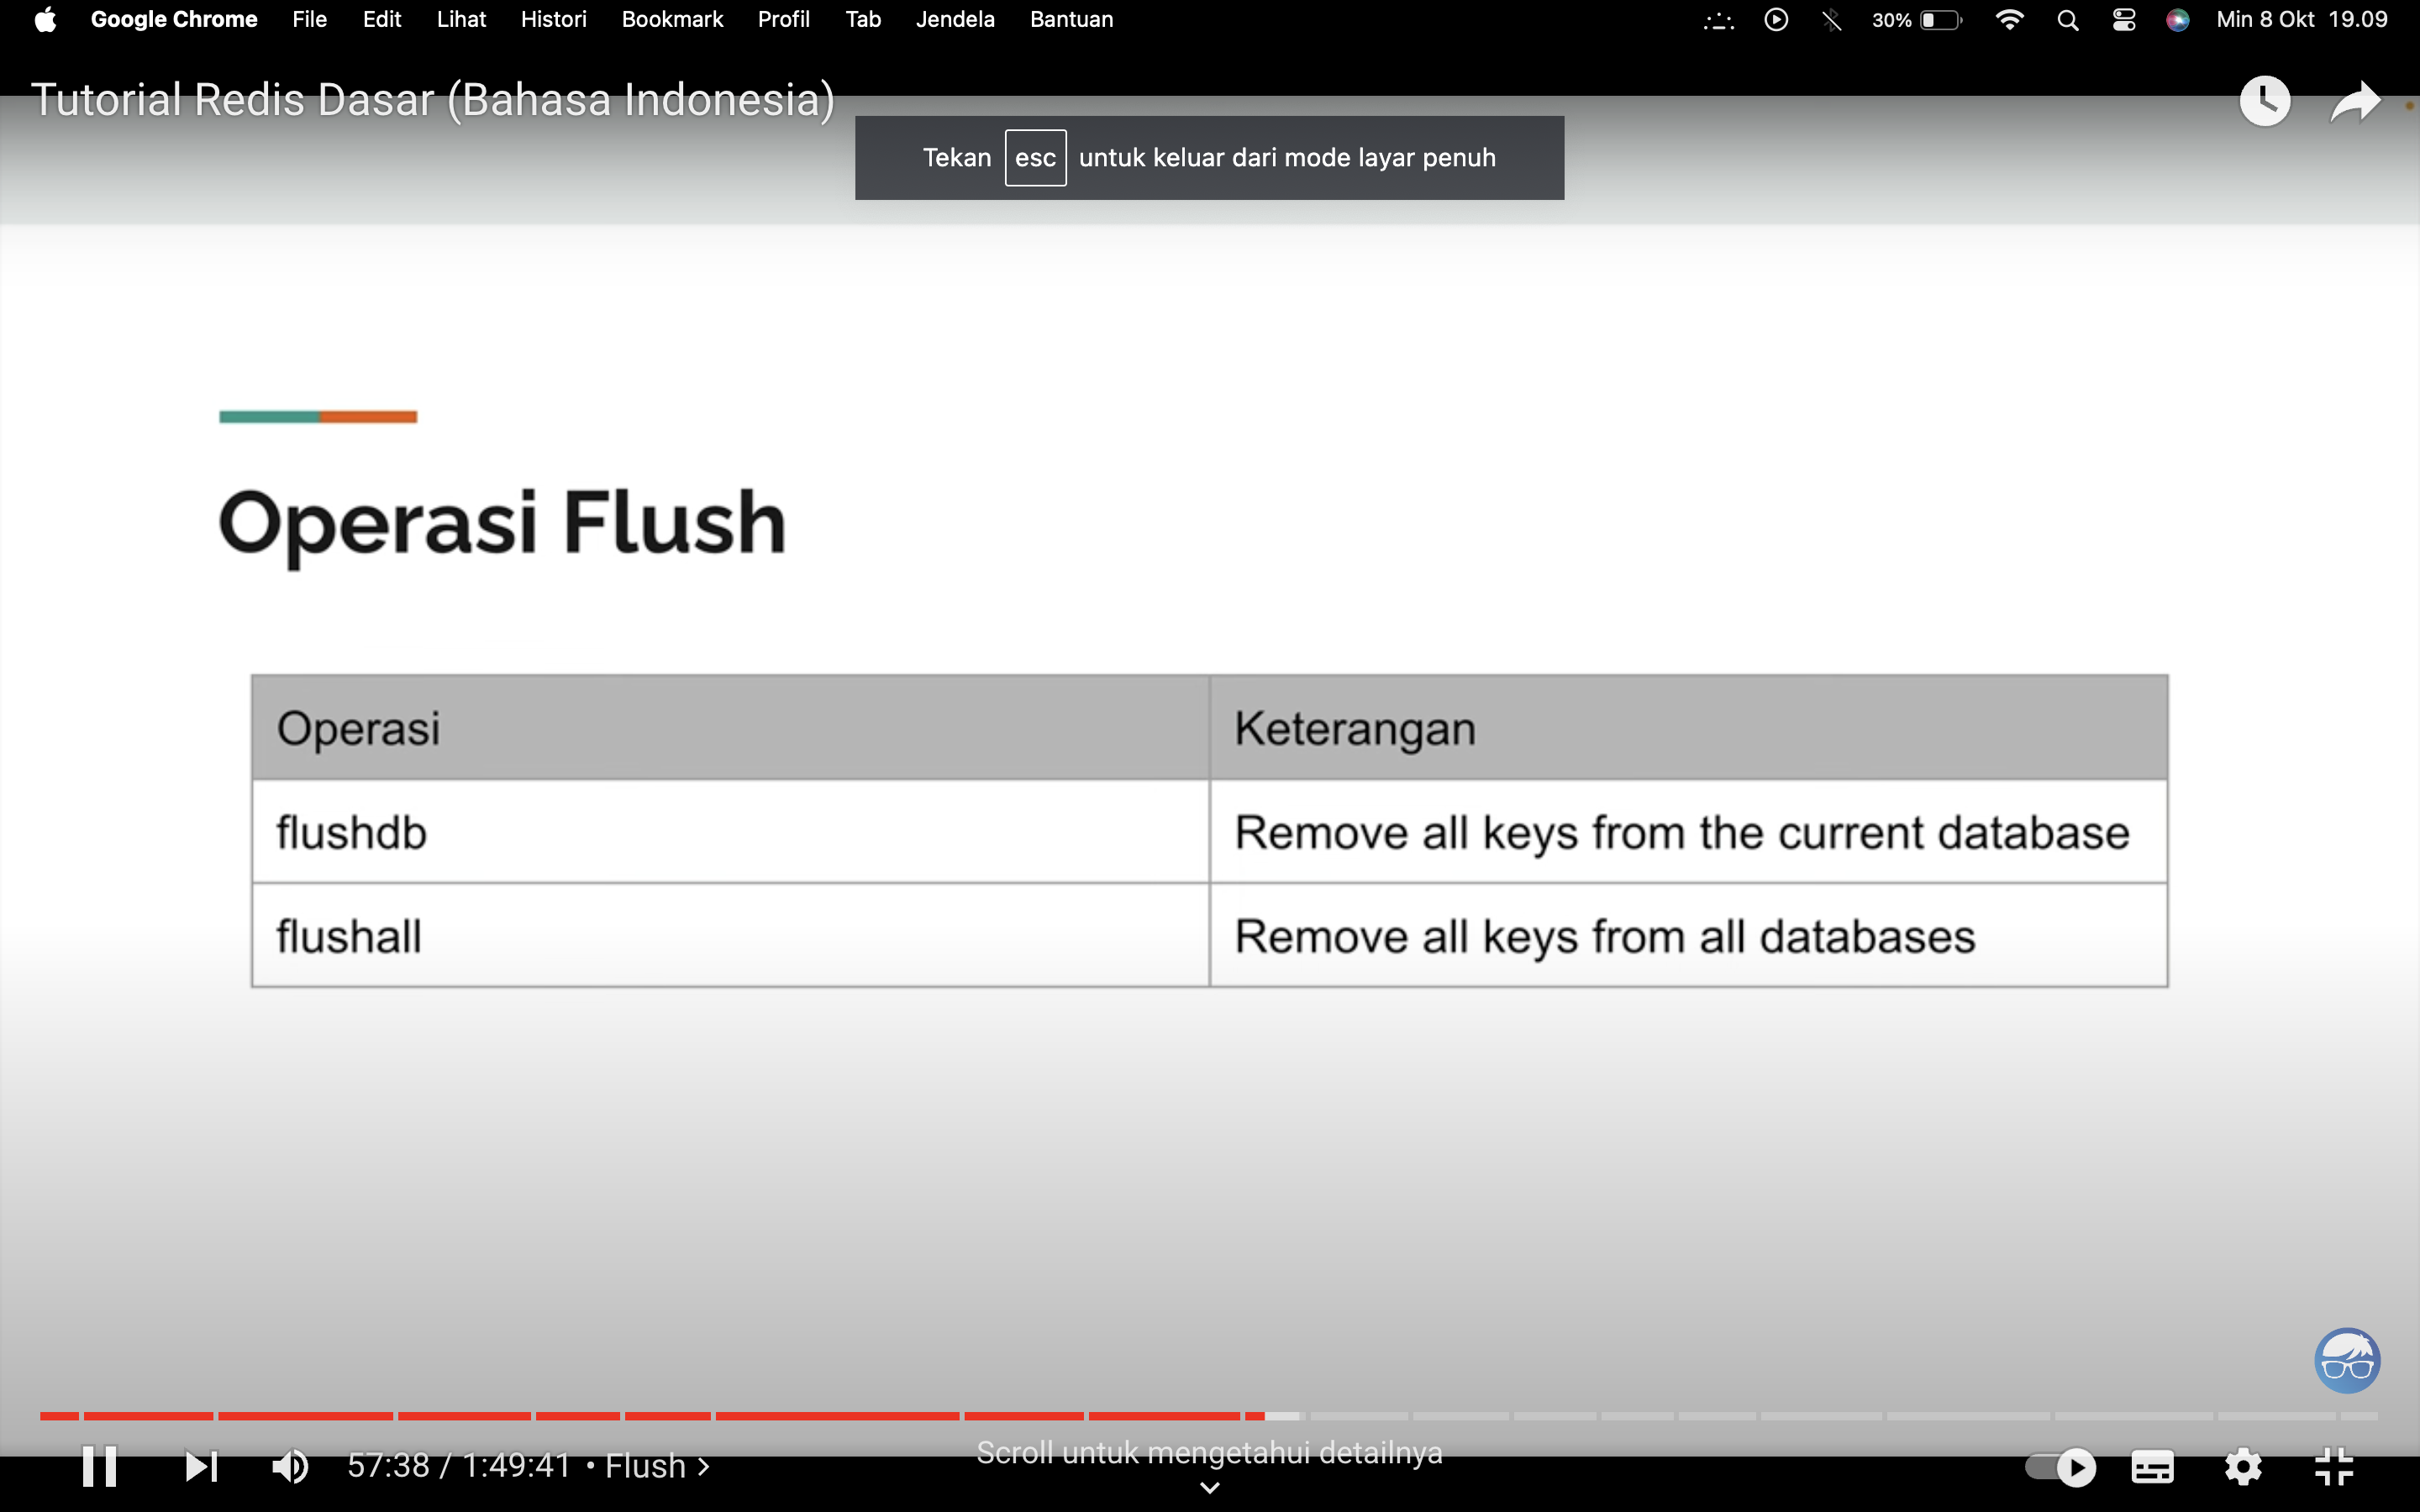 Google Chrome File Edit Lihat Histori Bookmark Profil Tab Jendela Bantuan 30% Min 8 Okt 19.09
Tutorial Redis Dasar (Bahasa Indonesia)
Tekan esc untuk keluar dari mode layar penuh
Operasi Flush
Operasi Keterangan
flushdb Remove all keys from the current database
flushall Remove all keys from all databases
57:38 / 1:49:41 • Flush >
Scroll untuk mengetahui detailnya